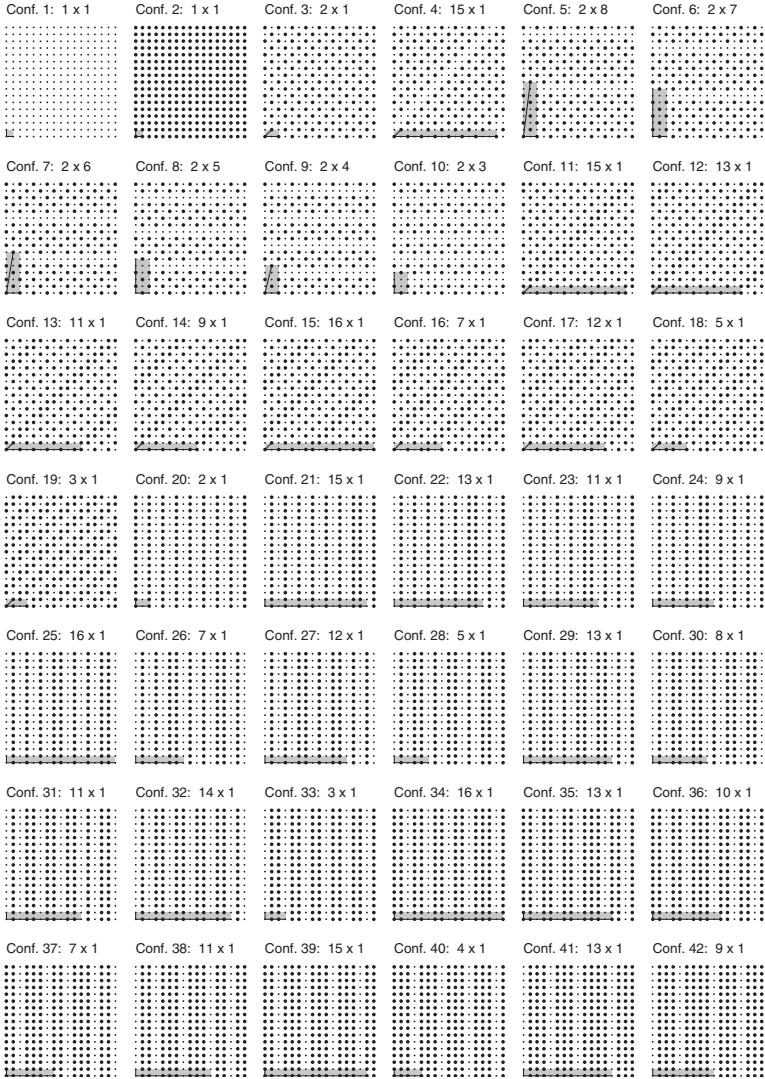 Conf. 1: 1 x 1 Conf. 2: 1 x 1 Conf. 3: 2 x 1 Conf. 4: 15 x 1 Conf. 5: 2 x 8 Conf. 6: 2 x 7
Conf. 7: 2 x 6 Conf. 8: 2 x 5 Conf. 9: 2 x 4 Conf. 10: 2 x 3 Conf. 11: 15 x 1 Conf. 12: 13 x 1
Conf. 13: 11 x 1 Conf. 14: 9 x 1 Conf. 15: 16 x 1 Conf. 16: 7 x 1 Conf. 17: 12 x 1 Conf. 18: 5 x 1
Conf. 19: 3 x 1 Conf. 20: 2 x 1 Conf. 21: 15 x 1 Conf. 22: 13 x 1 Conf. 23: 11 x 1 Conf. 24: 9 x 1
Conf. 25: 16 x 1 Conf. 26: 7 x 1 Conf. 27: 12 x 1 Conf. 28: 5 x 1 Conf. 29: 13 x 1 Conf. 30: 8 x 1
Conf. 31: 11 x 1 Conf. 32: 14 x 1 Conf. 33: 3 x 1 Conf. 34: 16 x 1 Conf. 35: 13 x 1 Conf. 36: 10 x 1
Conf. 37: 7 x 1 Conf. 38: 11 x 1 Conf. 39: 15 x 1 Conf. 40: 4 x 1 Conf. 41: 13 x 1 Conf. 42: 9 x 1